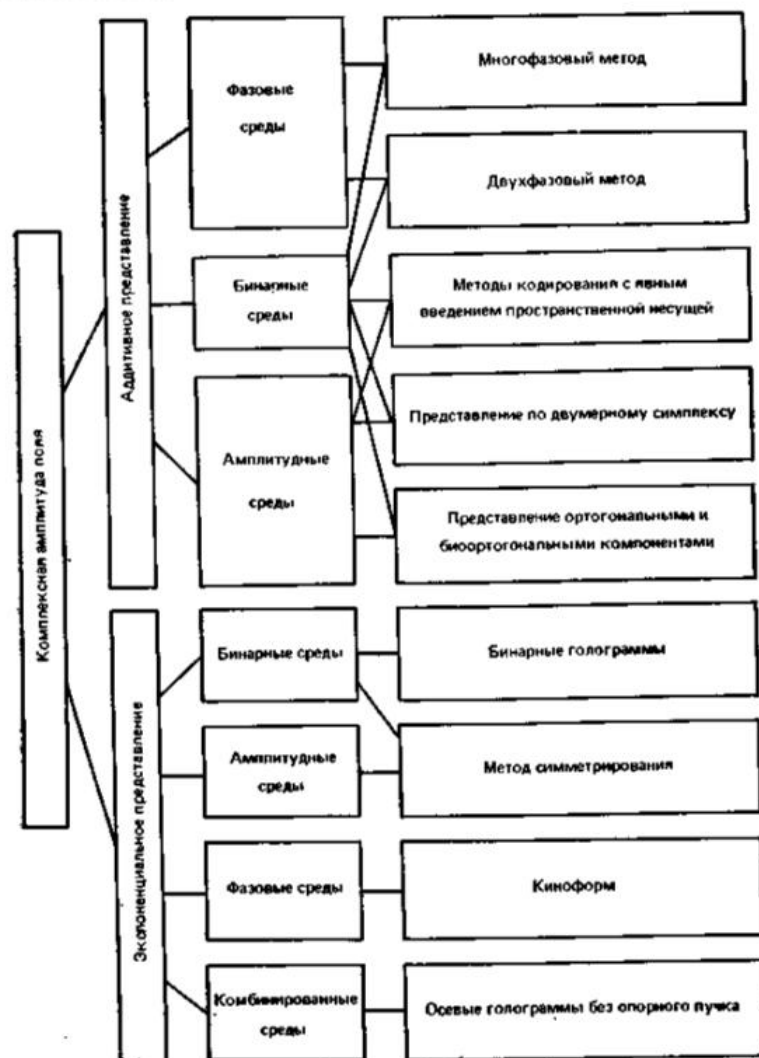 Комплексная амплитуда поля
Аддитивное представление
Фазовые
среды
Бинарные
среды
Амплитудные
среды
Многофазовый метод
Двухфазовый метод
Методы кодирования с явным
введением пространственной несущей
Представление по двумерному симплексу
Представление ортогональными и
биоортогональными компонентами
Экспоненциальное представление
Бинарные среды
Амплитудные
среды
Фазовые среды
Комбинированные
среды
Бинарные голограммы
Метод симметрирования
Киноформ
Осевые голограммы без опорного пучка